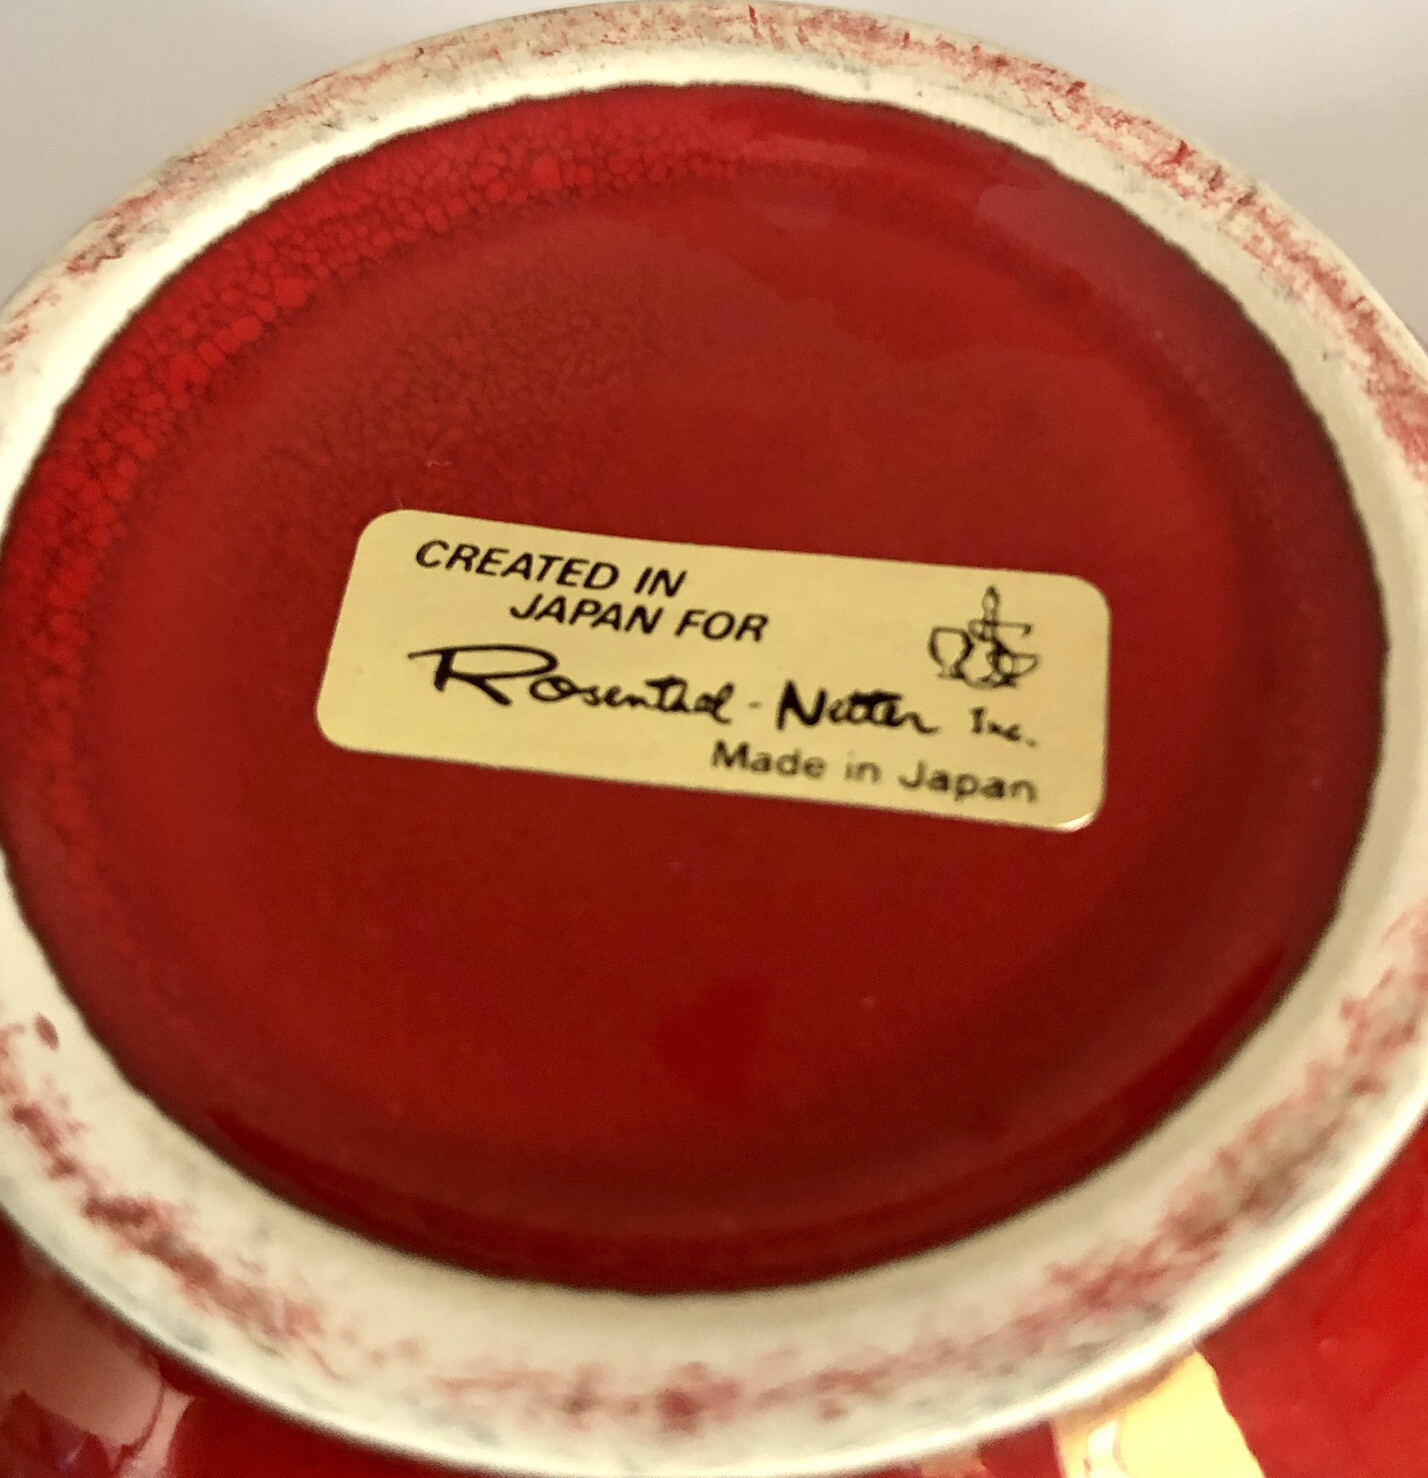 CREATED IN
JAPAN FOR
Rosenthal - Netter Inc.
Made in Japan